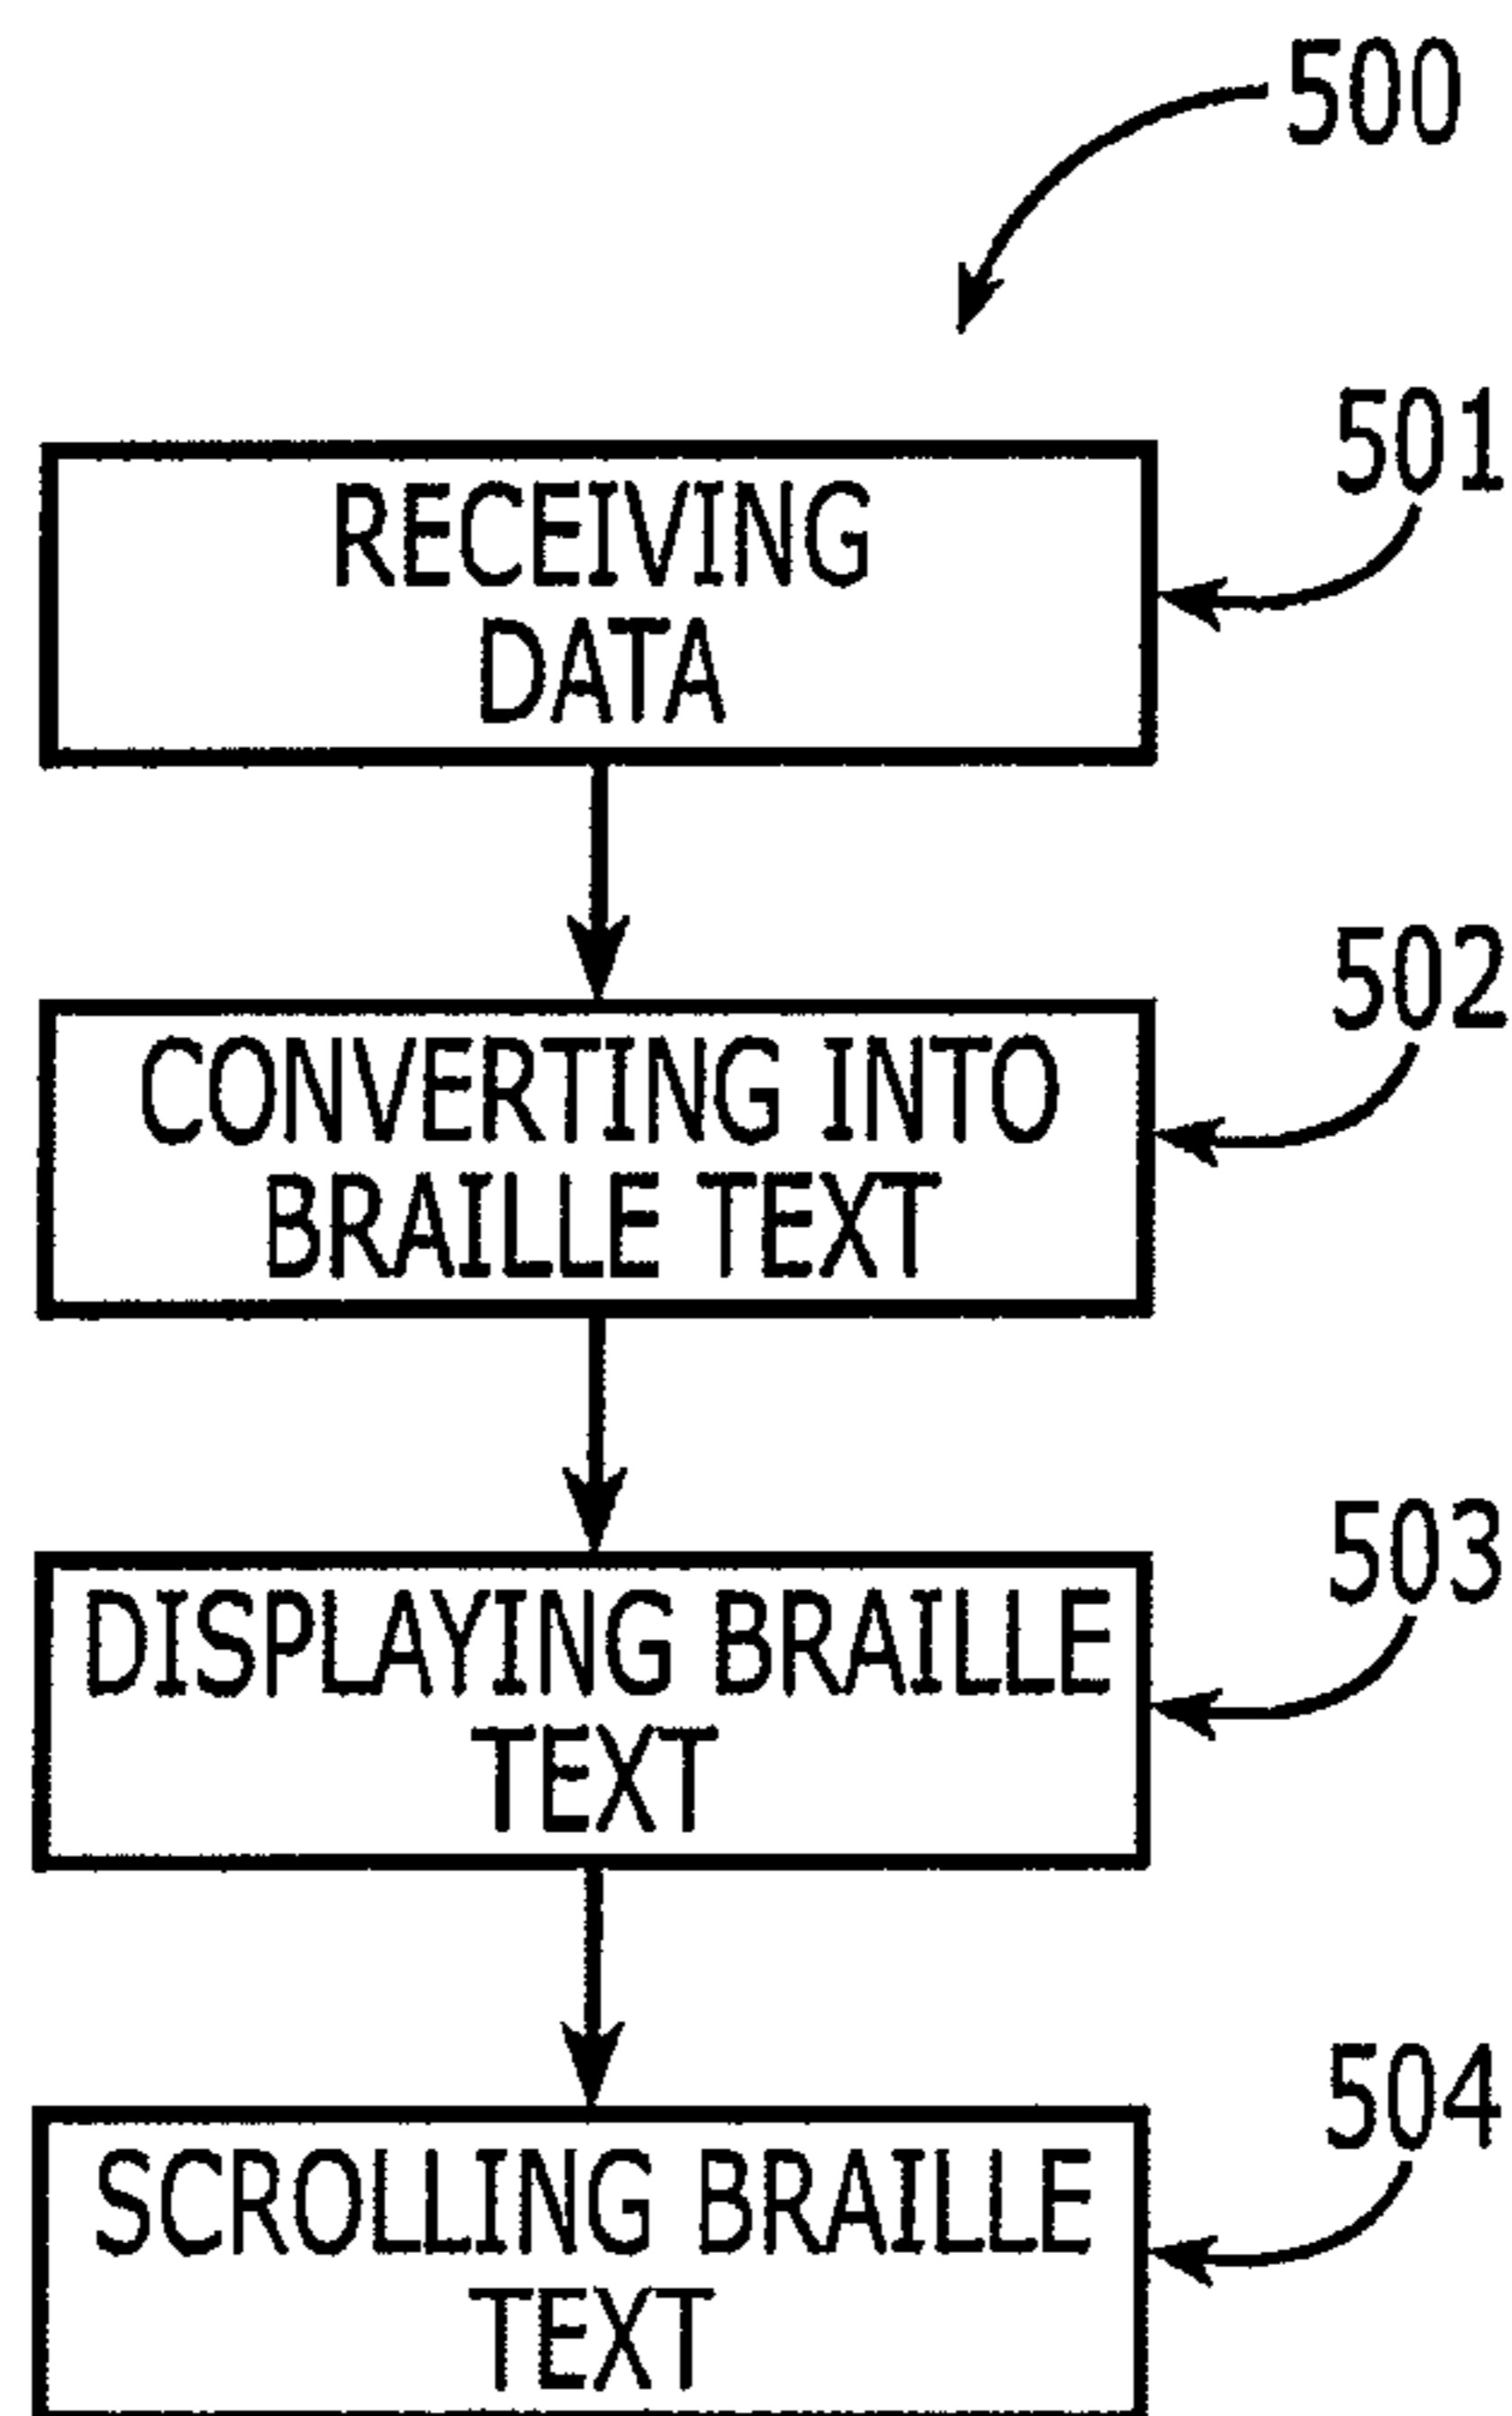 500
501
RECEIVING
DATA
502
CONVERTING INTO
BRAILLE TEXT
503
DISPLAYING BRAILLE
TEXT
504
SCROLLING BRAILLE
TEXT